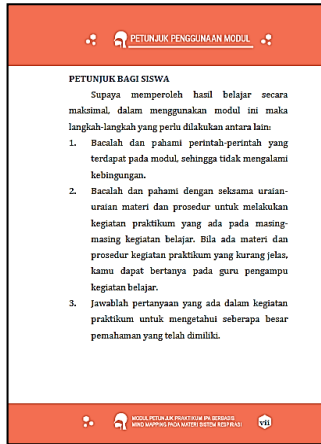 PETUNJUK PENGGUNAAN MODUL
PETUNJUK BAGI SISWA
Supaya memperoleh hasil belajar secara
maksimal, dalam menggunakan modul ini maka
langkah-langkah yang perlu dilakukan antara lain:
1. Bacalah dan pahami perintah-perintah yang
terdapat pada modul, sehingga tidak mengalami
kebingungan.
2. Bacalah dan pahami dengan seksama uraian-
uraian materi dan prosedur untuk melakukan
kegiatan praktikum yang ada pada masing-
masing kegiatan belajar. Bila ada materi dan
prosedur kegiatan praktikum yang kurang jelas,
kamu dapat bertanya pada guru pengampu
kegiatan belajar.
3. Jawablah pertanyaan yang ada dalam kegiatan
praktikum untuk mengetahui seberapa besar
pemahaman yang telah dimiliki.
MODUL PETUNJUK PRAKTIKUM IPA BERBASIS
MIND MAPPING PADA MATERI SISTEM RESPIRASI
vii